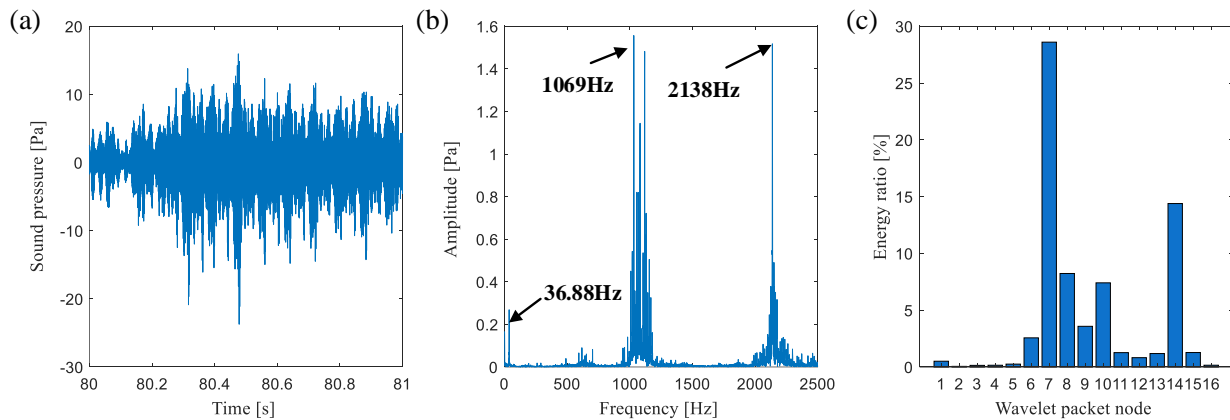 (a)
20
10
0
-10
-20
-30
Sound pressure [Pa]
80 80.2 80.4 80.6 80.8 81
Time [s]
(b)
1.6
1.4
1.2
1
0.8
0.6
0.4
0.2
0
Amplitude [Pa]
1069Hz
2138Hz
36.88Hz
0 500 1000 1500 2000 2500
Frequency [Hz]
(c)
30
25
20
15
10
5
0
Energy ratio [%]
1 2 3 4 5 6 7 8 9 10 11 12 13 14 15 16
Wavelet packet node